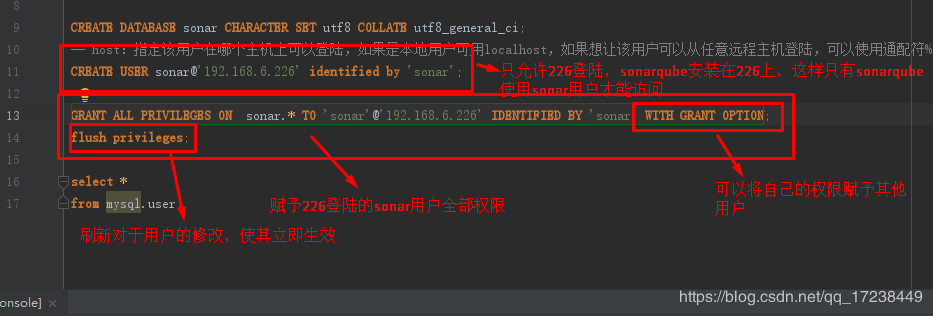 8
9 CREATE DATABASE sonar CHARACTER SET utf8 COLLATE utf8_general_ci;
10 -- host: 指定该用户在哪个主机上可以登陆, 如果是本地用户可用localhost, 如果想让该用户可以从任意远程主机登陆, 可以使用通配符%
11 CREATE USER sonar@'192.168.6.226' identified by 'sonar';
只允许226登陆, sonarqube安装在226上, 这样只有sonarqube
使用sonar用户才能访问
12
13 GRANT ALL PRIVILEGES ON sonar.* TO 'sonar'@'192.168.6.226' IDENTIFIED BY 'sonar' WITH GRANT OPTION;
14 flush privileges;
16 select *
17 from mysql.user
可以将自己的权限赋予其他
用户
赋予226登陆的sonar用户全部权限
刷新对于用户的修改, 使其立即生效
onsole]
https://blog.csdn.net/qq_17238449